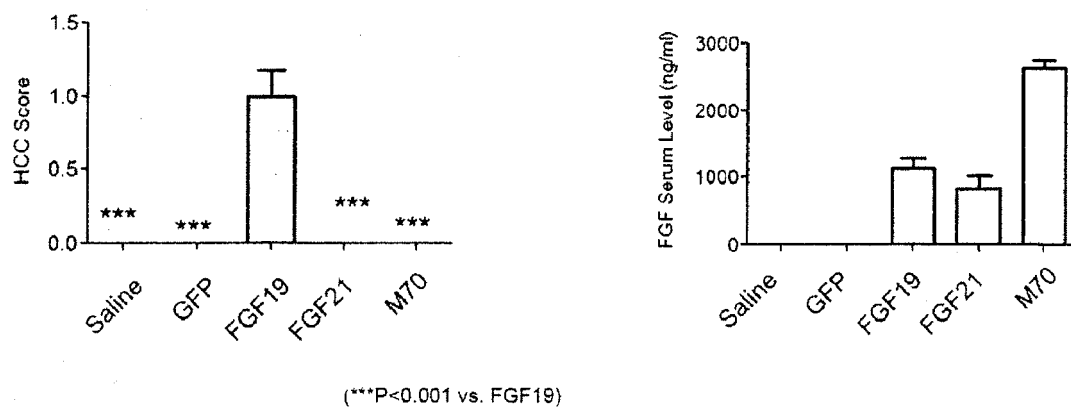 HCC Score
1.5
1.0
0.5
0.0
***
***
***
***
Saline
GFP
FGF19
FGF21
M70
FGF Serum Level (ng/ml)
3000
2000
1000
0
Saline
GFP
FGF19
FGF21
M70
(***P<0.001 vs. FGF19)